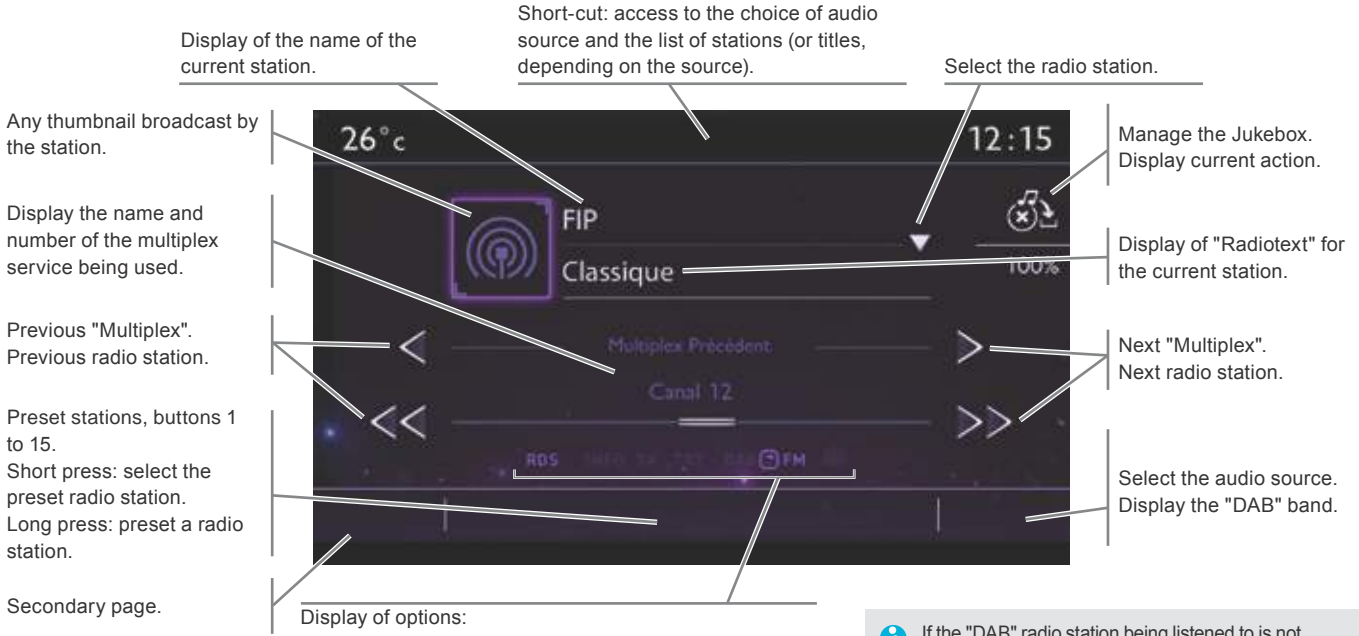 Short-cut: access to the choice of audio
source and the list of stations (or titles,
depending on the source).
Display of the name of the
current station.
Select the radio station.
Any thumbnail broadcast by
the station.
Manage the Jukebox.
Display current action.
Display the name and
number of the multiplex
service being used.
Display of "Radiotext" for
the current station.
Previous "Multiplex".
Previous radio station.
Next "Multiplex".
Next radio station.
Preset stations, buttons 1
to 15.
Short press: select the
preset radio station.
Long press: preset a radio
station.
Select the audio source.
Display the "DAB" band.
Secondary page.
Display of options:
26°c
12:15
FIP
Classique
100%
Multiplex Précédent
Canal 12
RDS
FM
If the "DAB" radio station being listened to is not